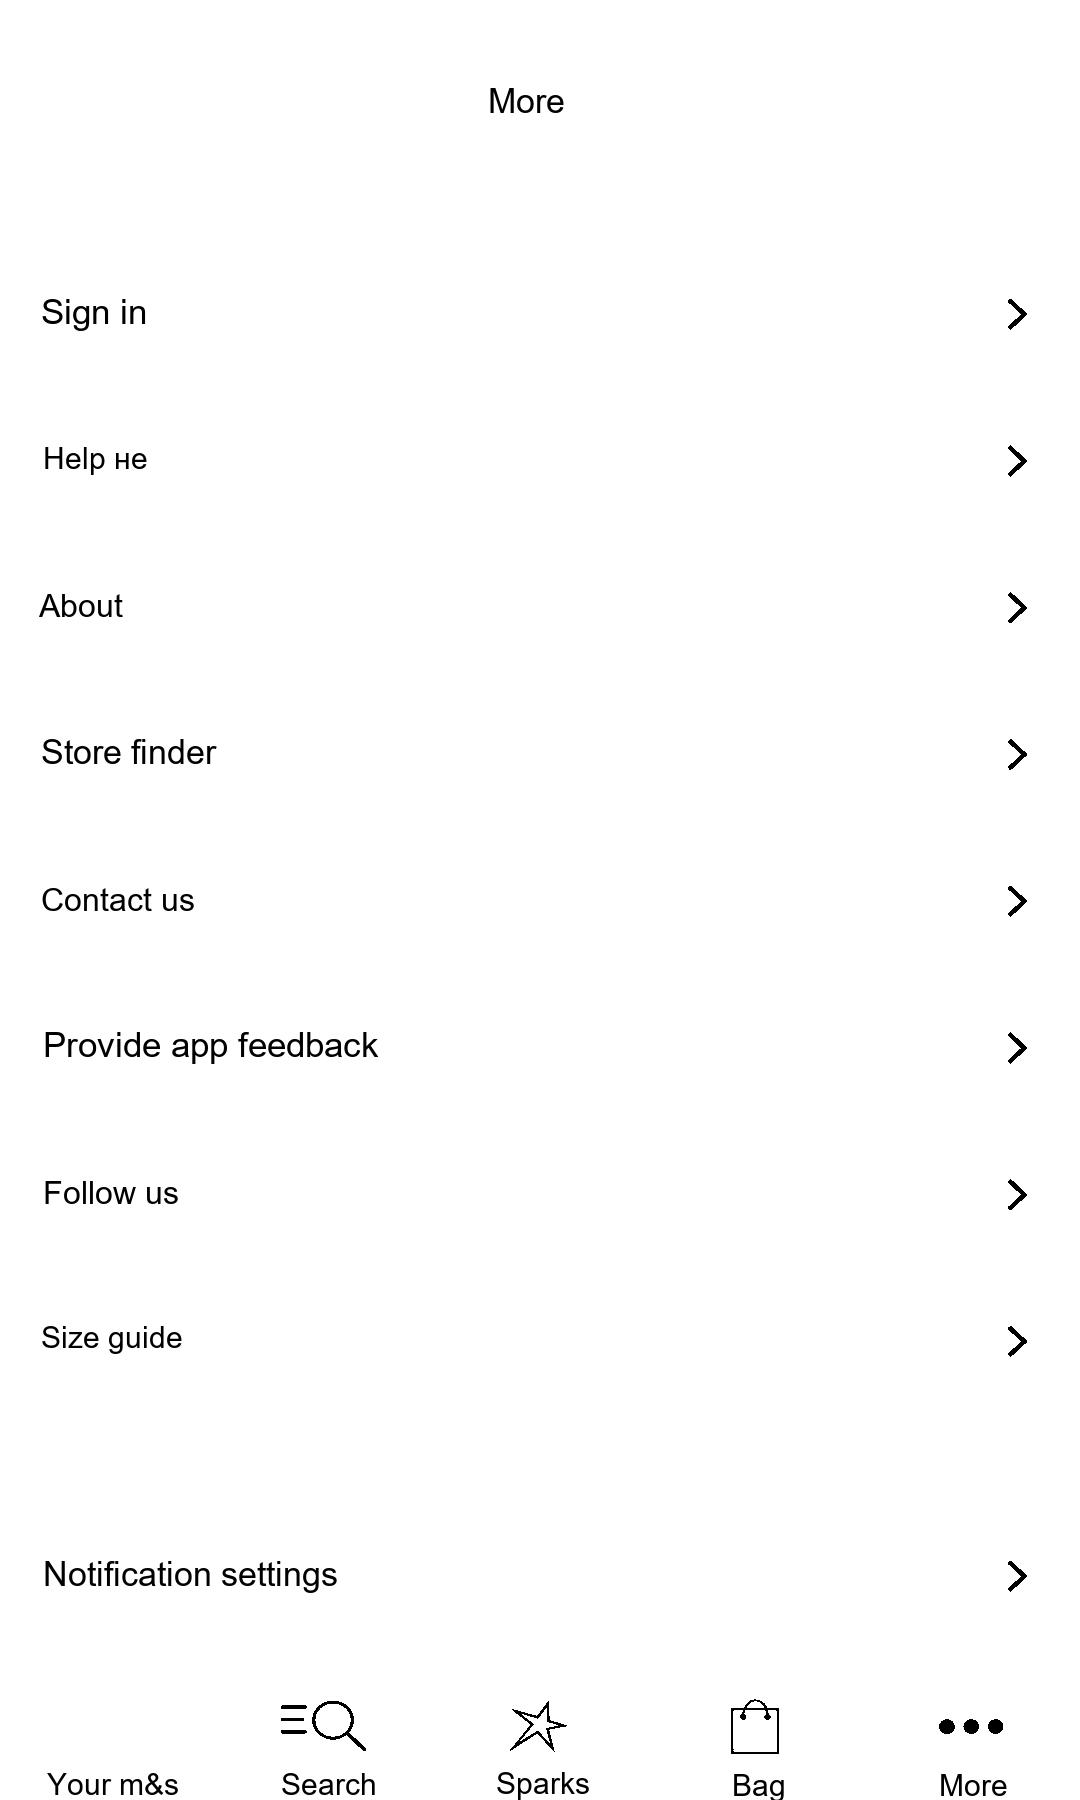 More
Sign in
Help не
About
Store finder
Contact us
Provide app feedback
Follow us
Size guide
Notification settings
Your m&s
Search
Sparks
Bag
More